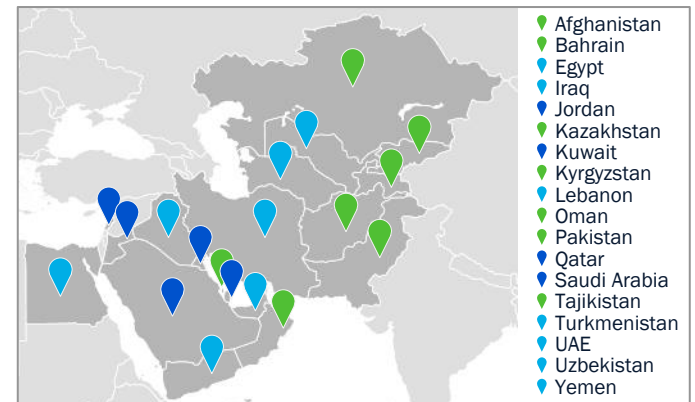 Afghanistan
Bahrain
Egypt
Iraq
Jordan
Kazakhstan
Kuwait
Kyrgyzstan
Lebanon
Oman
Pakistan
Qatar
Saudi Arabia
Tajikistan
Turkmenistan
UAE
Uzbekistan
Yemen